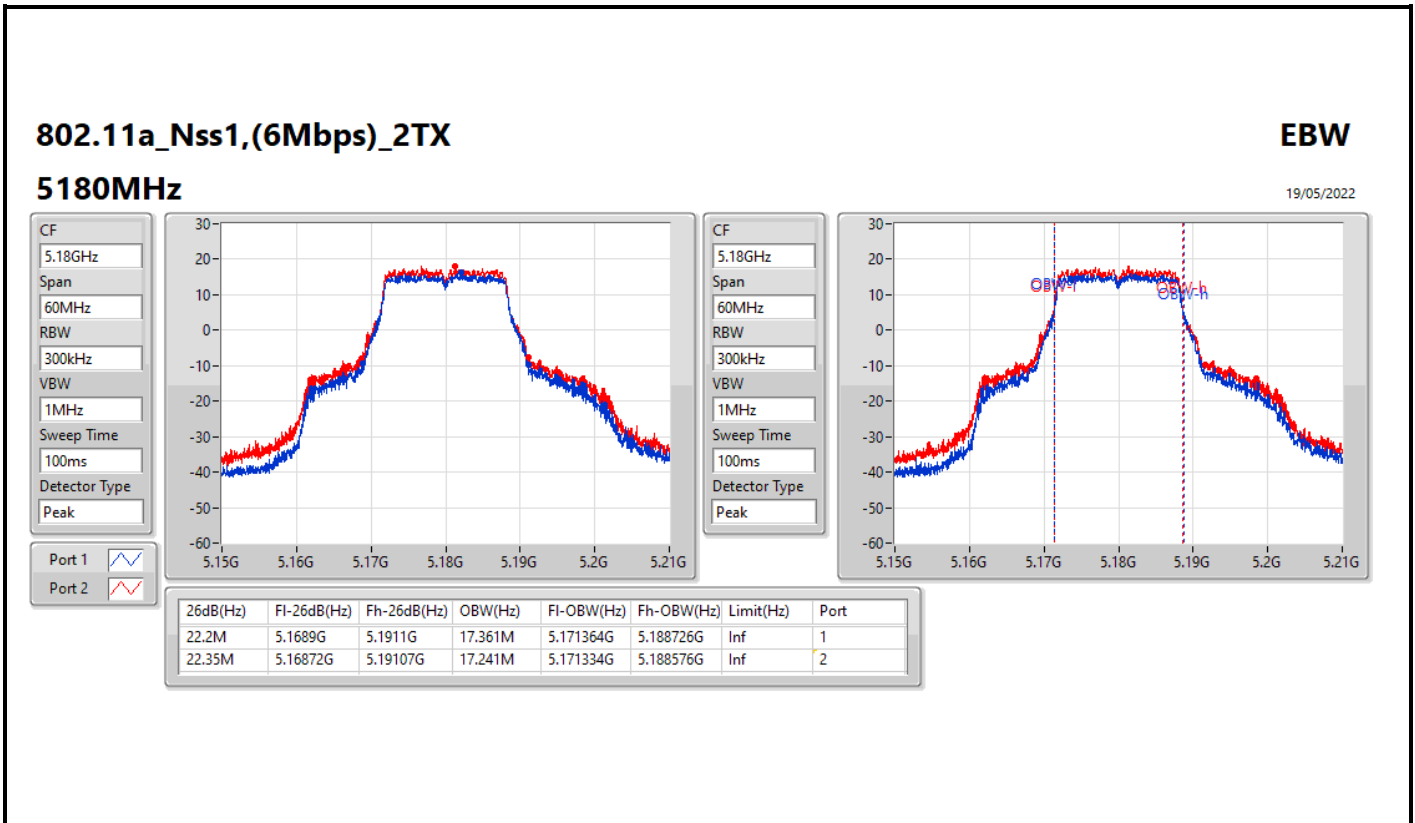 802.11a_Nss1,(6Mbps)_2TX
EBW
5180MHz
19/05/2022
CF
5.18GHz
Span
60MHz
RBW
300kHz
VBW
1MHz
Sweep Time
100ms
Detector Type
Peak
Port 1
Port 2
30
20
10
0
-10
-20
-30
-40
-50
-60
5.15G 5.16G 5.17G 5.18G 5.19G 5.2G 5.21G
CF
5.18GHz
Span
60MHz
RBW
300kHz
VBW
1MHz
Sweep Time
100ms
Detector Type
Peak
30
20
10
0
-10
-20
-30
-40
-50
-60
OBW-l
OBW-l
OBW-h
OBW-h
5.15G 5.16G 5.17G 5.18G 5.19G 5.2G 5.21G
26dB(Hz) Fl-26dB(Hz) Fh-26dB(Hz) OBW(Hz) Fl-OBW(Hz) Fh-OBW(Hz) Limit(Hz) Port
22.2M 5.1689G 5.1911G 17.361M 5.171364G 5.188726G Inf 1
22.35M 5.16872G 5.19107G 17.241M 5.171334G 5.188576G Inf 2